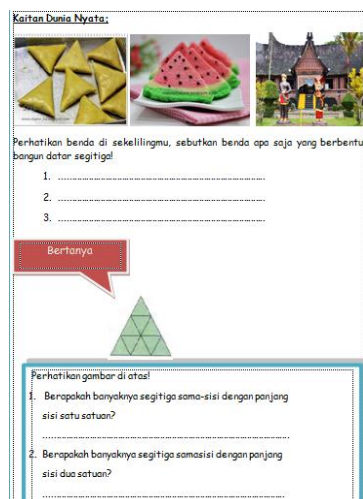 Kaitan Dunia Nyata:
Perhatikan benda di sekelilingmu, sebutkan benda apa saja yang berbentu
bangun datar segitiga!
1. ........................................................................
2. ........................................................................
3. ........................................................................
Bertanya
Perhatikan gambar di atas!
1. Berapakah banyaknya segitiga sama-sisi dengan panjang
sisi satu satuan?
........................................................................
2. Berapakah banyaknya segitiga samasisi dengan panjang
sisi dua satuan?
........................................................................